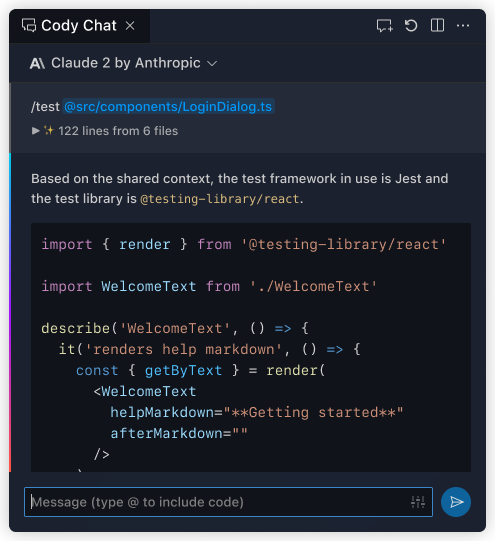 Cody Chat
Claude 2 by Anthropic
/test @src/components/LoginDialog.ts
122 lines from 6 files
Based on the shared context, the test framework in use is Jest and
the test library is @testing-library/react.
import { render } from '@testing-library/react'
import WelcomeText from './WelcomeText'
describe('WelcomeText', () => {
it('renders help markdown', () => {
const { getByText } = render(
<WelcomeText
helpMarkdown="**Getting started**"
afterMarkdown=""
/>
Message (type @ to include code)